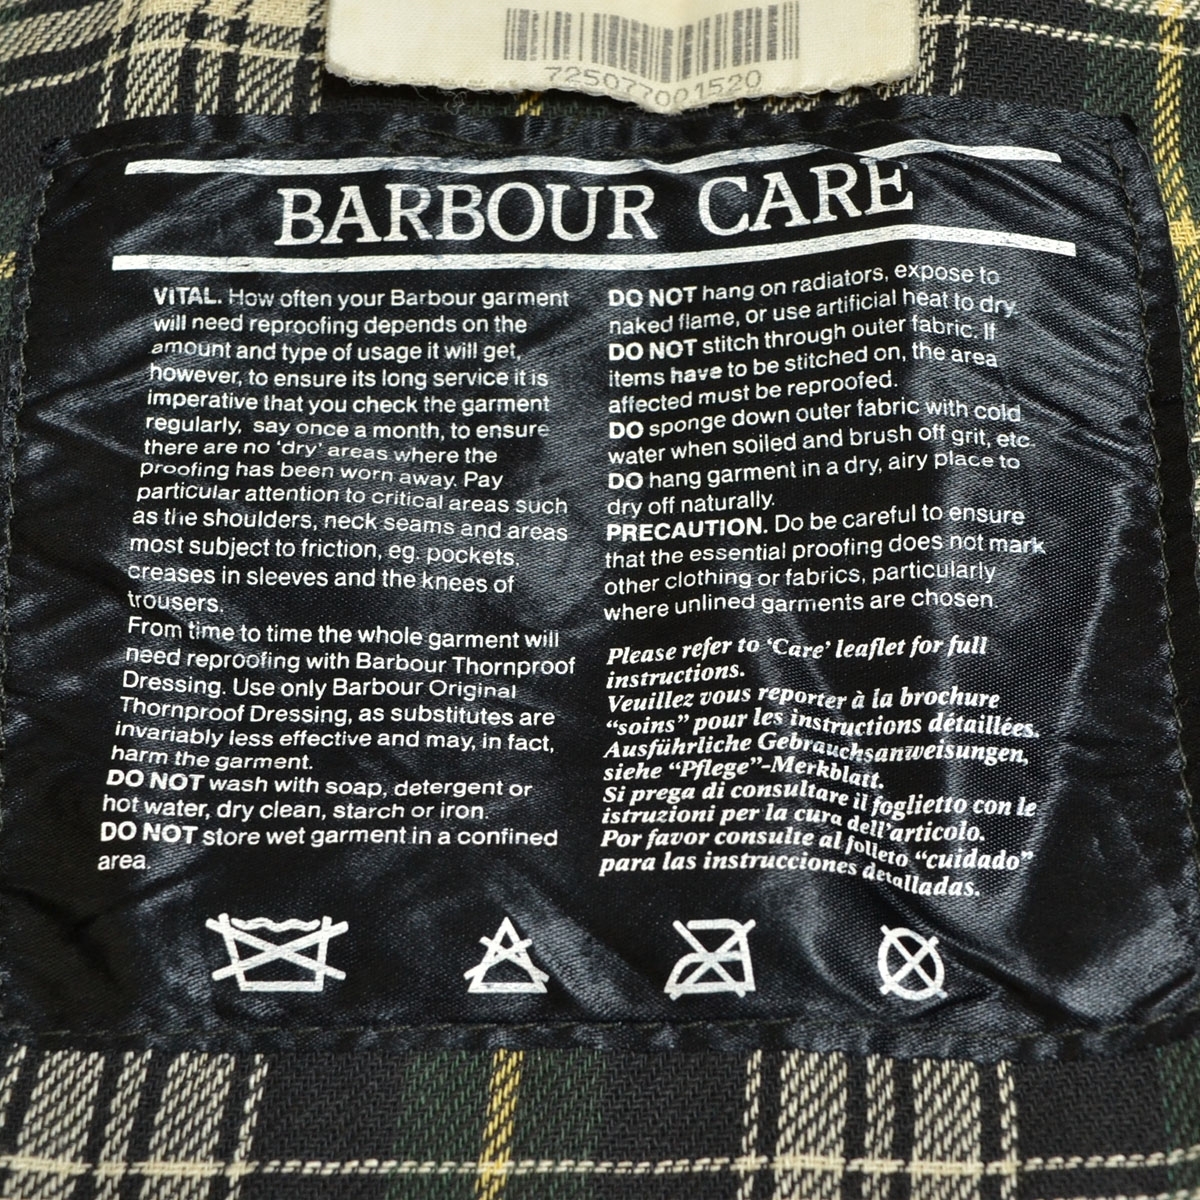 725077001520
BARBOUR CARE
VITAL. How often your Barbour garment
will need reproofing depends on the
amount and type of usage it will get,
however, to ensure its long service it is
imperative that you check the garment
regularly, say once a month, to ensure
there are no 'dry' areas where the
proofing has been worn away. Pay
particular attention to critical areas such
as the shoulders, neck seams and areas
most subject to friction, eg. pockets,
creases in sleeves and the knees of
trousers.
From time to time the whole garment will
need reproofing with Barbour Thornproof
Dressing. Use only Barbour Original
Thornproof Dressing, as substitutes are
invariably less effective and may, in fact,
harm the garment.
DO NOT wash with soap, detergent or
hot water, dry clean, starch or iron.
DO NOT store wet garment in a confined
area.
DO NOT hang on radiators, expose to
naked flame, or use artificial heat to dry.
DO NOT stitch through outer fabric. If
items have to be stitched on, the area
affected must be reproofed.
DO sponge down outer fabric with cold
water when soiled and brush off grit, etc.
DO hang garment in a dry, airy place to
dry off naturally.
PRECAUTION. Do be careful to ensure
that the essential proofing does not mark
other clothing or fabrics, particularly
where unlined garments are chosen.
Please refer to 'Care' leaflet for full
instructions.
Veuillez vous reporter à la brochure
"soins" pour les instructions détaillées.
Ausführliche Gebrauchsanweisungen,
siehe "Pflege"-Merkblatt.
Si prega di consultare il foglietto con le
istruzioni per la cura dell'articolo.
Por favor consulte al folleto "cuidado"
para las instrucciones detalladas.